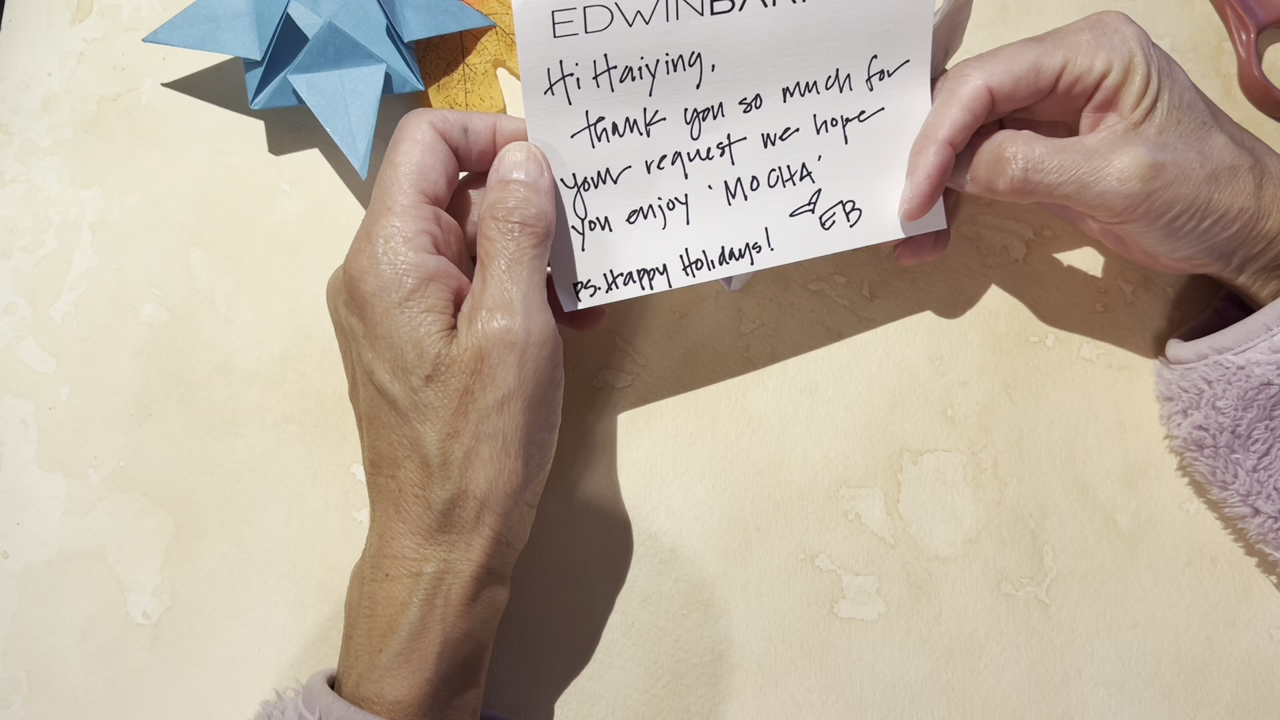 EDWIN
Hi Haiying,
thank you so much for
your request we hope
you enjoy 'MOCHA'
EB
ps. Happy Holidays!